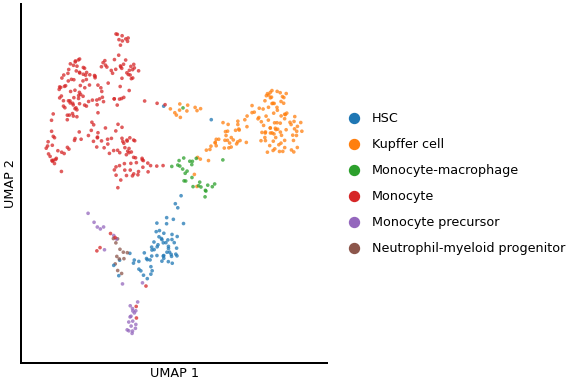 HSC
Kupffer cell
Monocyte-macrophage
Monocyte
Monocyte precursor
Neutrophil-myeloid progenitor
UMAP 2
UMAP 1